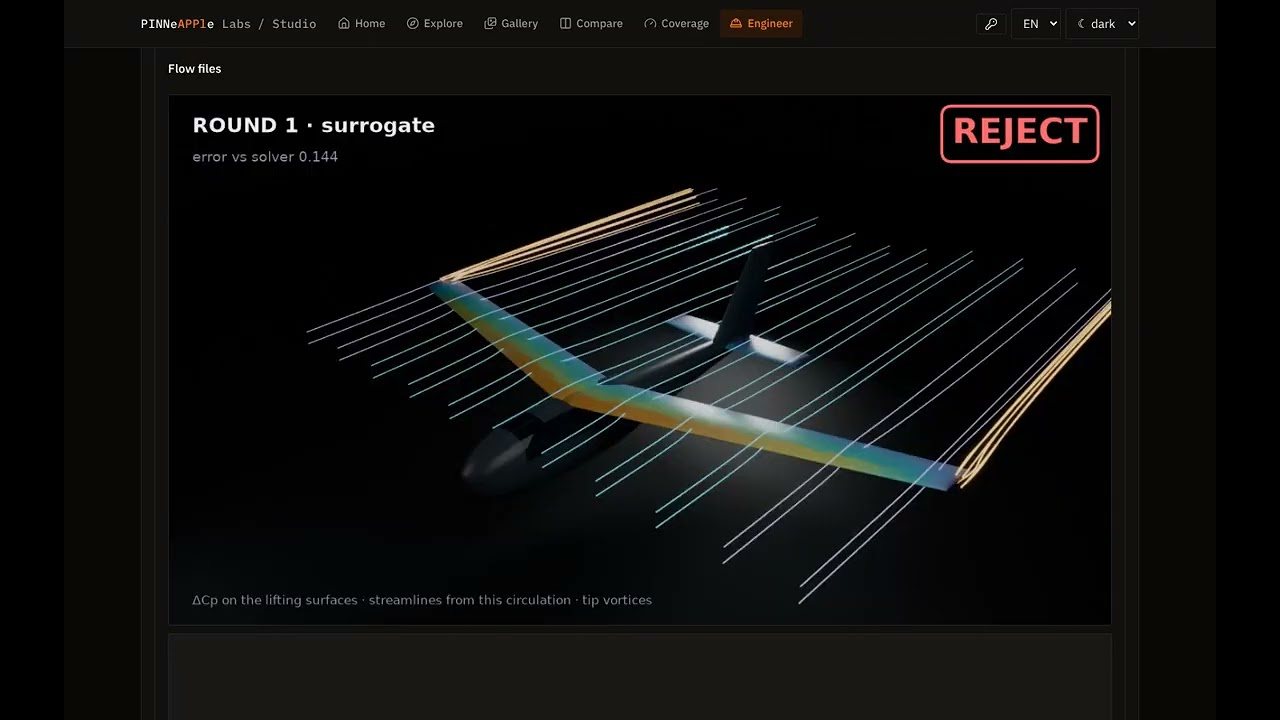 PINNeAPPle Labs / Studio Home Explore Gallery Compare Coverage Engineer EN dark
Flow files
ROUND 1 · surrogate
REJECT
error vs solver 0.144
ΔCp on the lifting surfaces · streamlines from this circulation · tip vortices